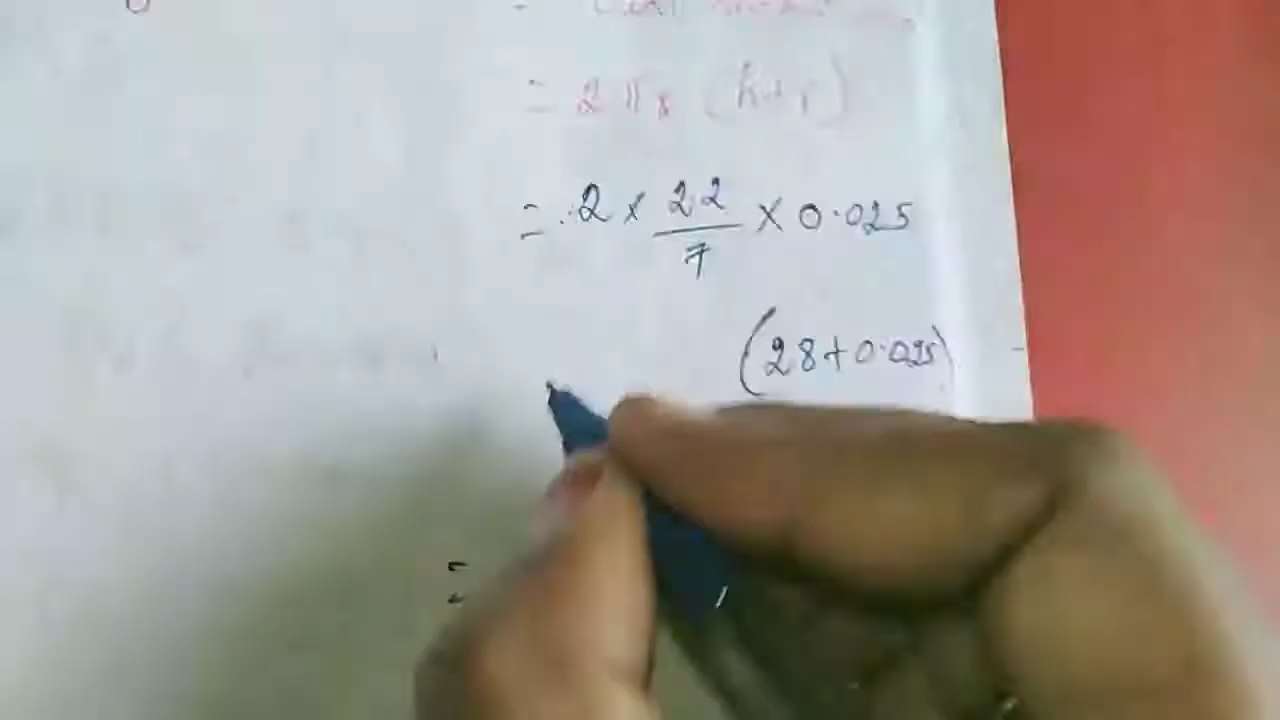 = 2πr (h+r)
= 2 × 22/7 × 0.025
(28+0.025)
=